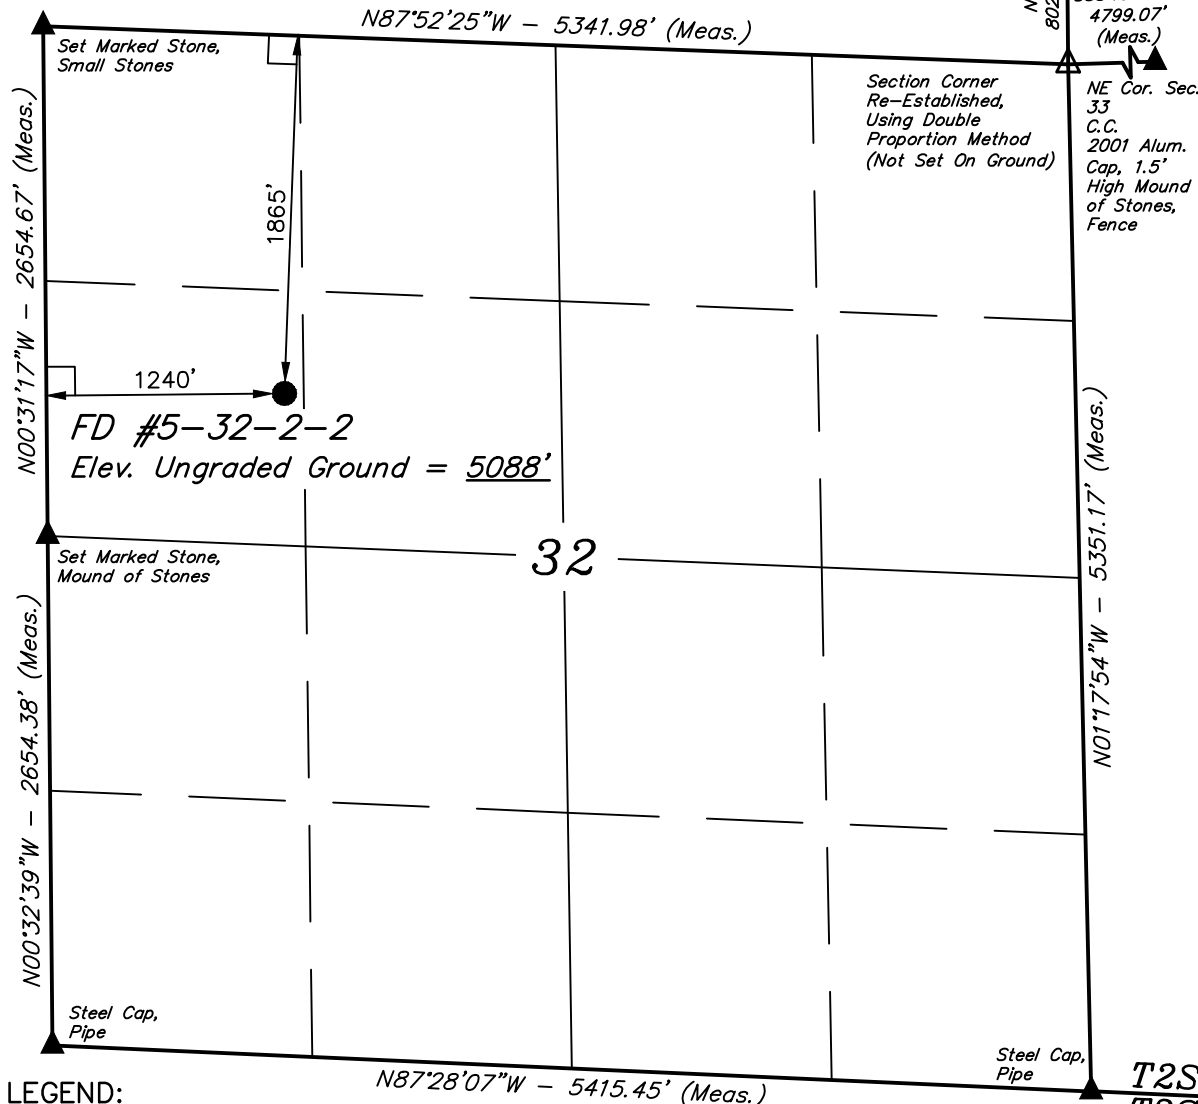 N87°52'25"W - 5341.98' (Meas.)
N
802
4799.07'
(Meas.)
Set Marked Stone,
Small Stones
Section Corner
Re-Established,
Using Double
Proportion Method
(Not Set On Ground)
NE Cor. Sec.
33
C.C.
2001 Alum.
Cap, 1.5'
High Mound
of Stones,
Fence
N00°31'17"W - 2654.67' (Meas.)
1865'
1240'
FD #5-32-2-2
Elev. Ungraded Ground = 5088'
32
Set Marked Stone,
Mound of Stones
N01°17'54"W - 5351.17' (Meas.)
N00°32'39"W - 2654.38' (Meas.)
Steel Cap,
Pipe
Steel Cap,
Pipe
N87°28'07"W - 5415.45' (Meas.)
T2S
LEGEND: